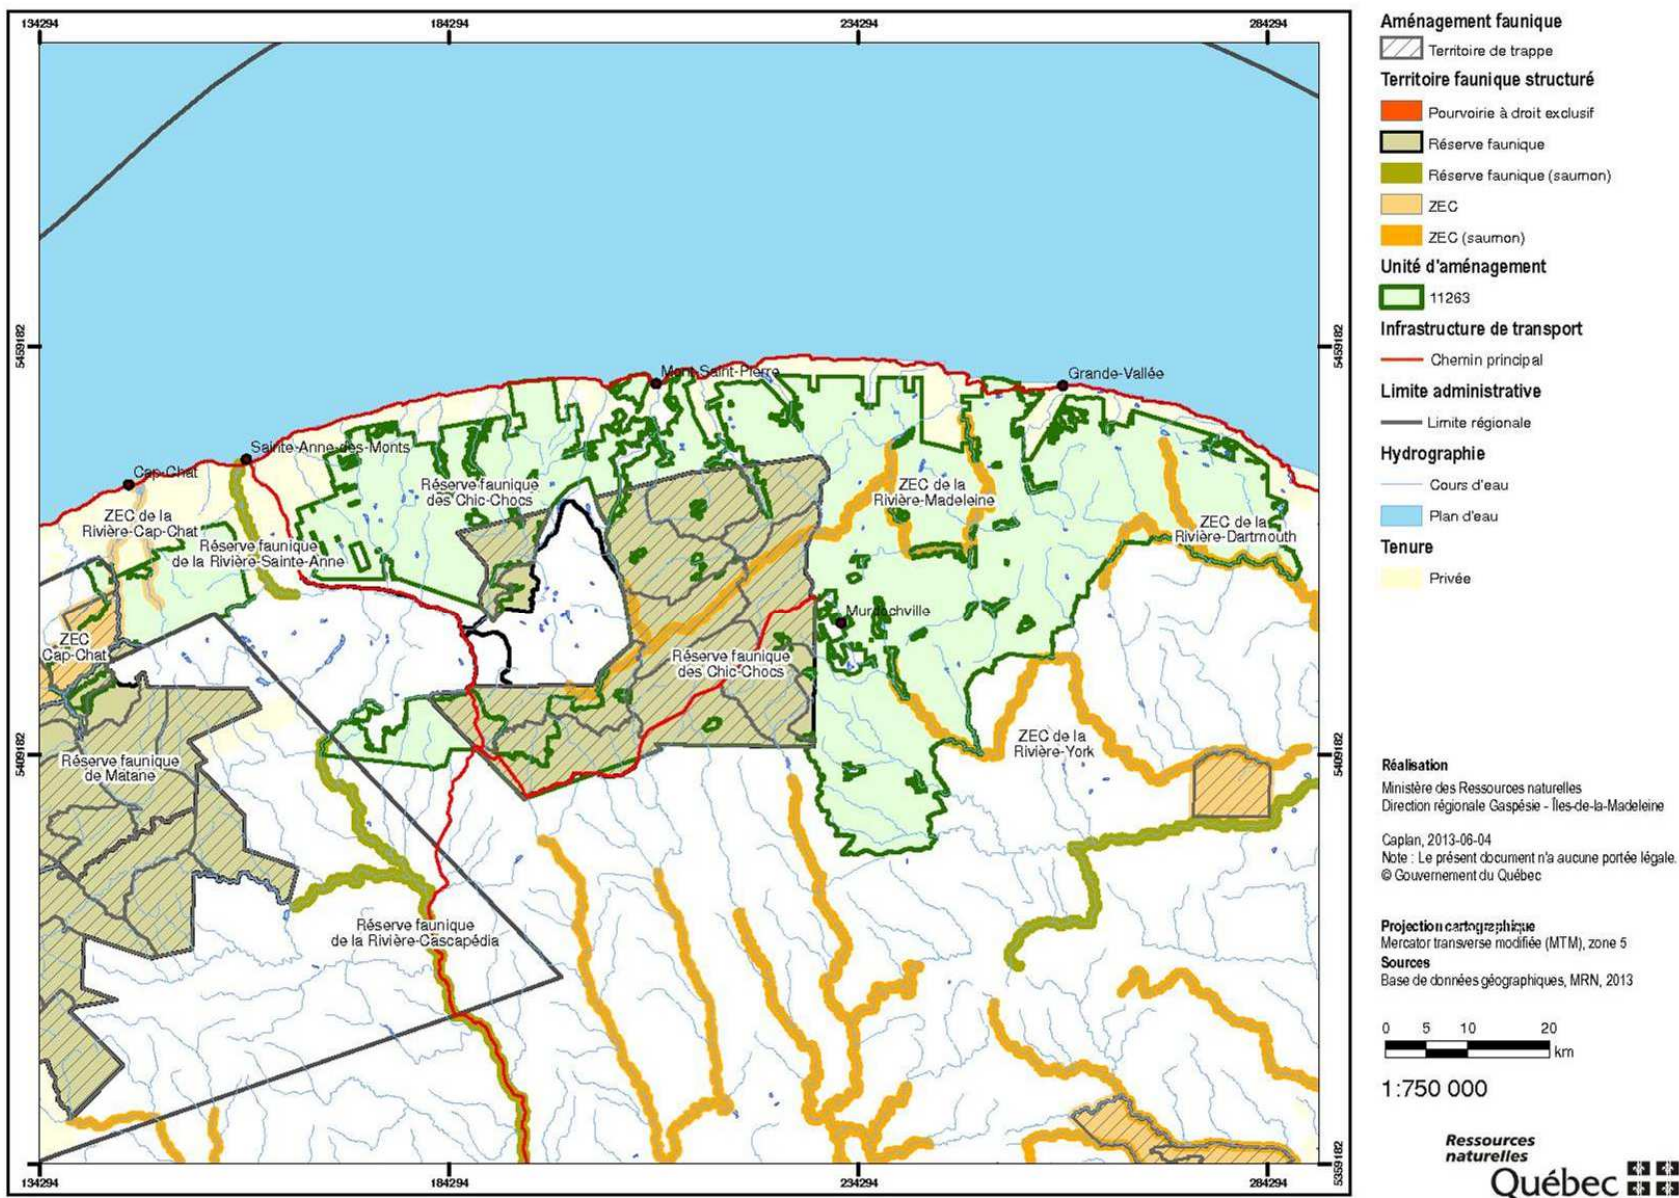 134294
184294
234294
284294
5459182
5459182
5409182
5409182
5359182
134294
184294
234294
284294
Mont-Saint-Pierre
Grande-Vallée
Sainte-Anne-des-Monts
Cap-Chat
Réserve faunique
des Chic-Chocs
ZEC de la
Rivière-Madeleine
ZEC de la
Rivière-Cap-Chat
ZEC de la
Rivière-Dartmouth
Réserve faunique
de la Rivière-Sainte-Anne
Murdochville
ZEC
Cap-Chat
Réserve faunique
des Chic-Chocs
ZEC de la
Rivière-York
Réserve faunique
de Matane
Réserve faunique
de la Rivière-Cascapédia
Aménagement faunique
Territoire de trappe
Territoire faunique structuré
Pourvoirie à droit exclusif
Réserve faunique
Réserve faunique (saumon)
ZEC
ZEC (saumon)
Unité d'aménagement
11263
Infrastructure de transport
Chemin principal
Limite administrative
Limite régionale
Hydrographie
Cours d'eau
Plan d'eau
Tenure
Privée
Réalisation
Ministère des Ressources naturelles
Direction régionale Gaspésie - Îles-de-la-Madeleine
Caplan, 2013-06-04
Note : Le présent document n'a aucune portée légale.
© Gouvernement du Québec
Projection cartographique
Mercator transverse modifiée (MTM), zone 5
Sources
Base de données géographiques, MRN, 2013
0 5 10 20
km
1:750 000
Ressources
naturelles
Québec